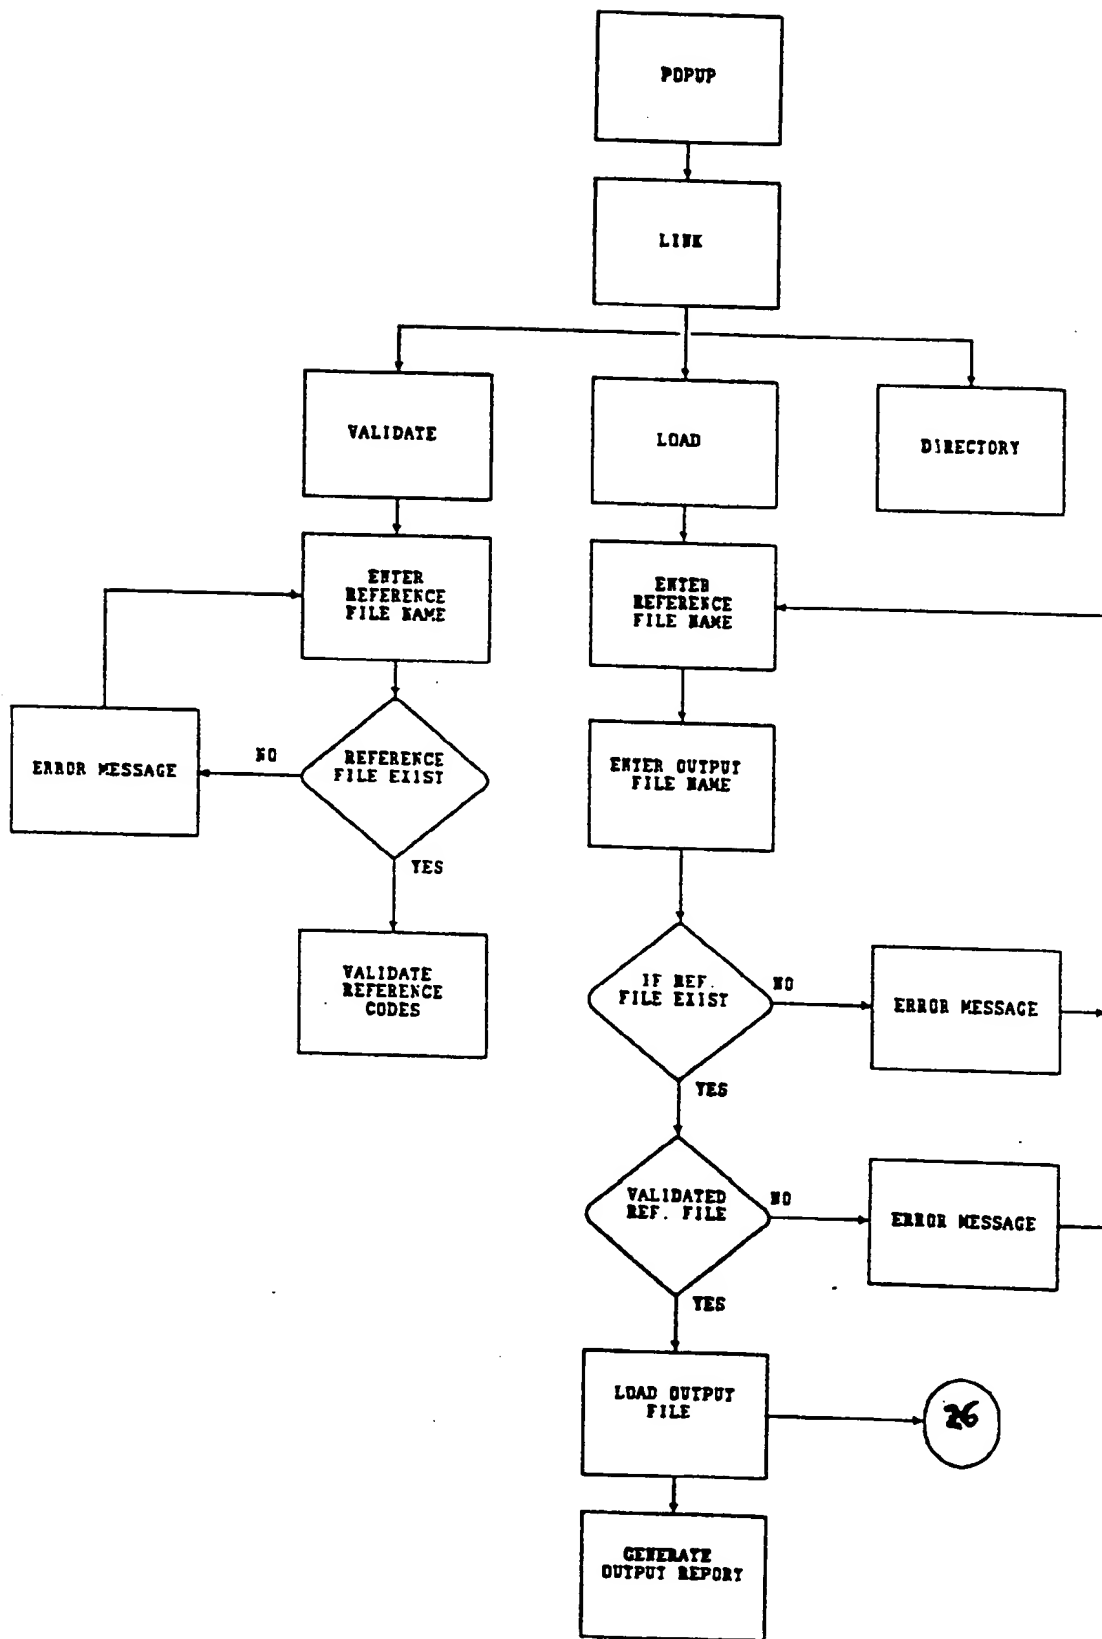 POPUP
LINK
VALIDATE
LOAD
DIRECTORY
ENTER
REFERENCE
FILE NAME
ENTER
REFERENCE
FILE NAME
ERROR MESSAGE
NO
REFERENCE
FILE EXIST
YES
ENTER OUTPUT
FILE NAME
VALIDATE
REFERENCE
CODES
IF REF.
FILE EXIST
NO
ERROR MESSAGE
YES
VALIDATED
REF. FILE
NO
ERROR MESSAGE
YES
LOAD OUTPUT
FILE
26
GENERATE
OUTPUT REPORT